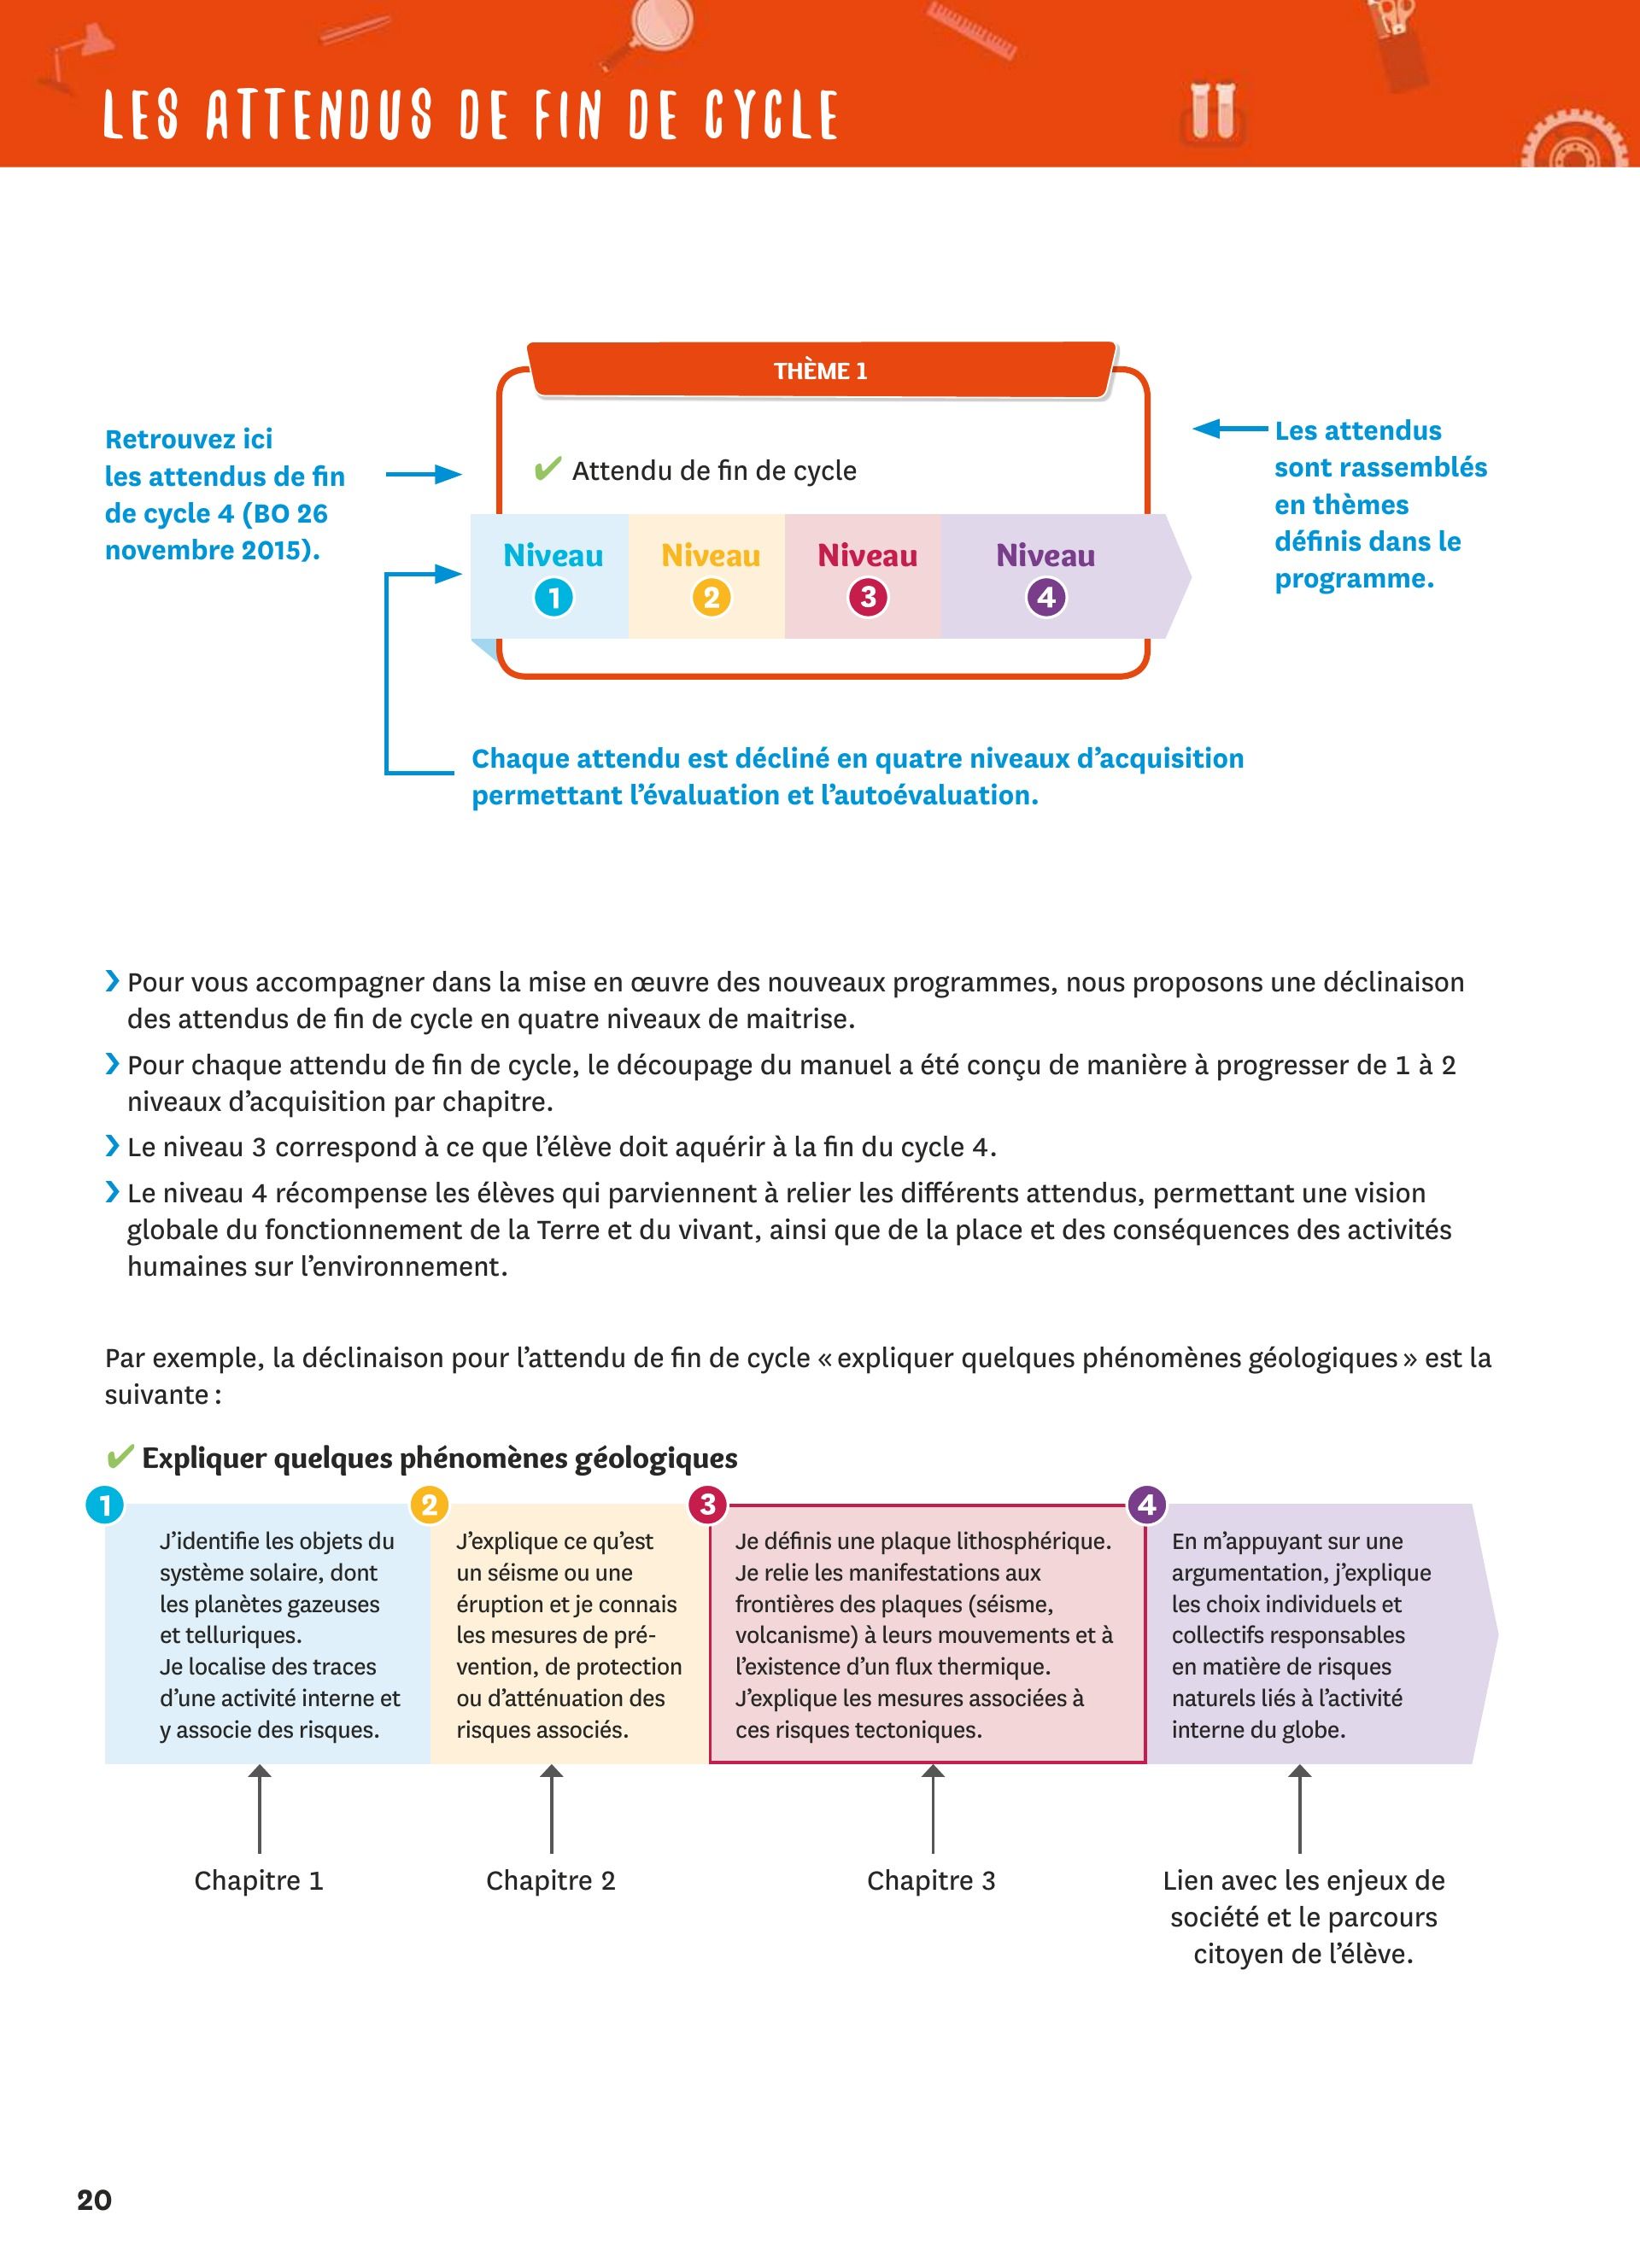 LES ATTENDUS DE FIN DE CYCLE
THÈME 1
Retrouvez ici
les attendus de fin
de cycle 4 (BO 26
novembre 2015).
✔ Attendu de fin de cycle
Les attendus
sont rassemblés
en thèmes
définis dans le
programme.
Niveau
1
Niveau
2
Niveau
3
Niveau
4
Chaque attendu est décliné en quatre niveaux d’acquisition
permettant l’évaluation et l’autoévaluation.
❯ Pour vous accompagner dans la mise en œuvre des nouveaux programmes, nous proposons une déclinaison
des attendus de fin de cycle en quatre niveaux de maitrise.
❯ Pour chaque attendu de fin de cycle, le découpage du manuel a été conçu de manière à progresser de 1 à 2
niveaux d’acquisition par chapitre.
❯ Le niveau 3 correspond à ce que l’élève doit aquérir à la fin du cycle 4.
❯ Le niveau 4 récompense les élèves qui parviennent à relier les différents attendus, permettant une vision
globale du fonctionnement de la Terre et du vivant, ainsi que de la place et des conséquences des activités
humaines sur l’environnement.
Par exemple, la déclinaison pour l’attendu de fin de cycle « expliquer quelques phénomènes géologiques » est la
suivante :
✔ Expliquer quelques phénomènes géologiques
1
J’identifie les objets du
système solaire, dont
les planètes gazeuses
et telluriques.
Je localise des traces
d’une activité interne et
y associe des risques.
2
J’explique ce qu’est
un séisme ou une
éruption et je connais
les mesures de pré-
vention, de protection
ou d’atténuation des
risques associés.
3
Je définis une plaque lithosphérique.
Je relie les manifestations aux
frontières des plaques (séisme,
volcanisme) à leurs mouvements et à
l’existence d’un flux thermique.
J’explique les mesures associées à
ces risques tectoniques.
4
En m’appuyant sur une
argumentation, j’explique
les choix individuels et
collectifs responsables
en matière de risques
naturels liés à l’activité
interne du globe.
Chapitre 1
Chapitre 2
Chapitre 3
Lien avec les enjeux de
société et le parcours
citoyen de l’élève.
20